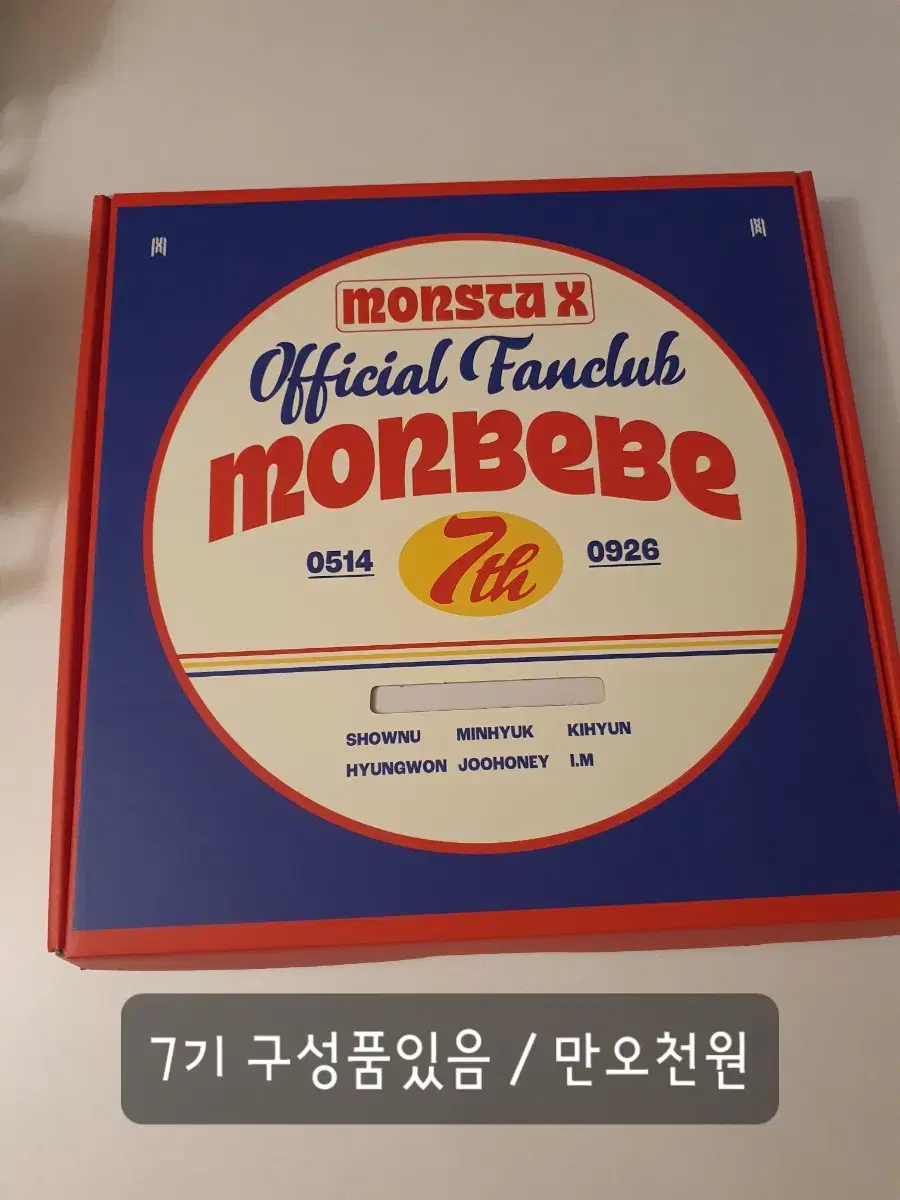 MONSTA X
Official Fanclub
MONBEBE
0514 7th 0926
SHOWNU MINHYUK KIHYUN
HYUNGWON JOOHONEY I.M
7기 구성품있음 / 만오천원